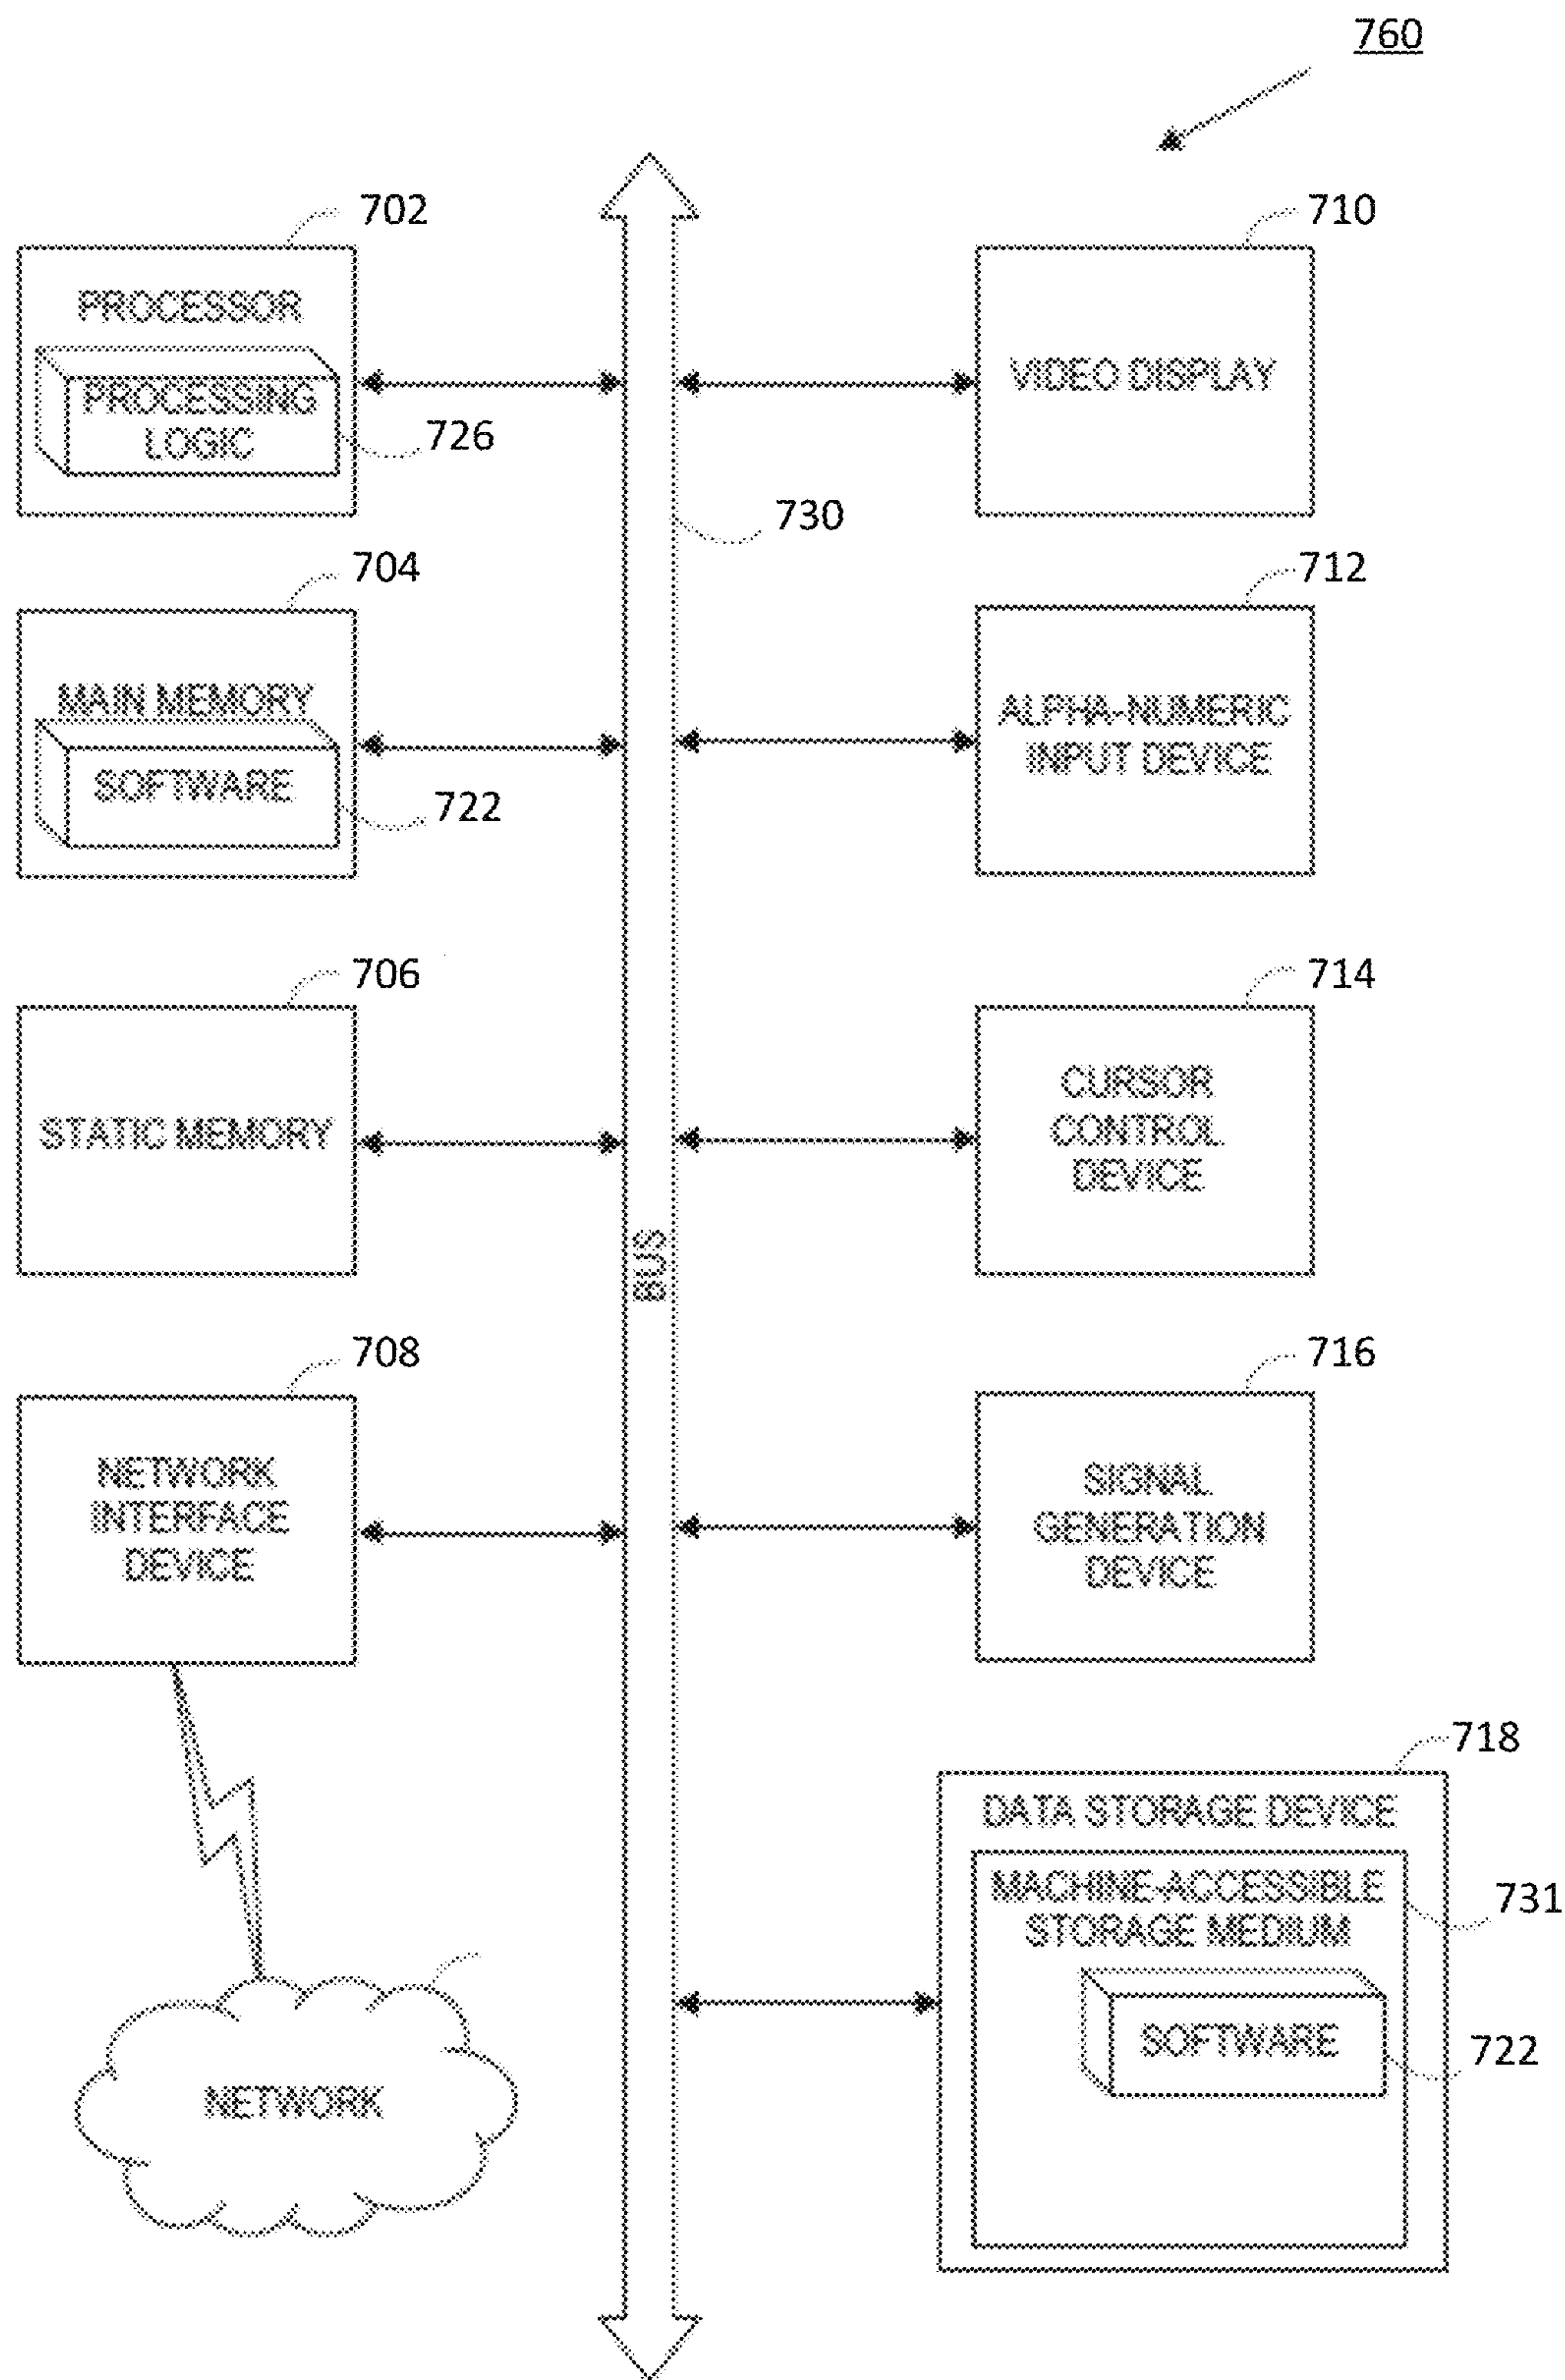 760
702
PROCESSOR
PROCESSING
LOGIC
726
704
MAIN MEMORY
SOFTWARE
722
706
STATIC MEMORY
708
NETWORK
INTERFACE
DEVICE
NETWORK
730
BUS
710
VIDEO DISPLAY
712
ALPHA-NUMERIC
INPUT DEVICE
714
CURSOR
CONTROL
DEVICE
716
SIGNAL
GENERATION
DEVICE
718
DATA STORAGE DEVICE
MACHINE-ACCESSIBLE
STORAGE MEDIUM
731
SOFTWARE
722